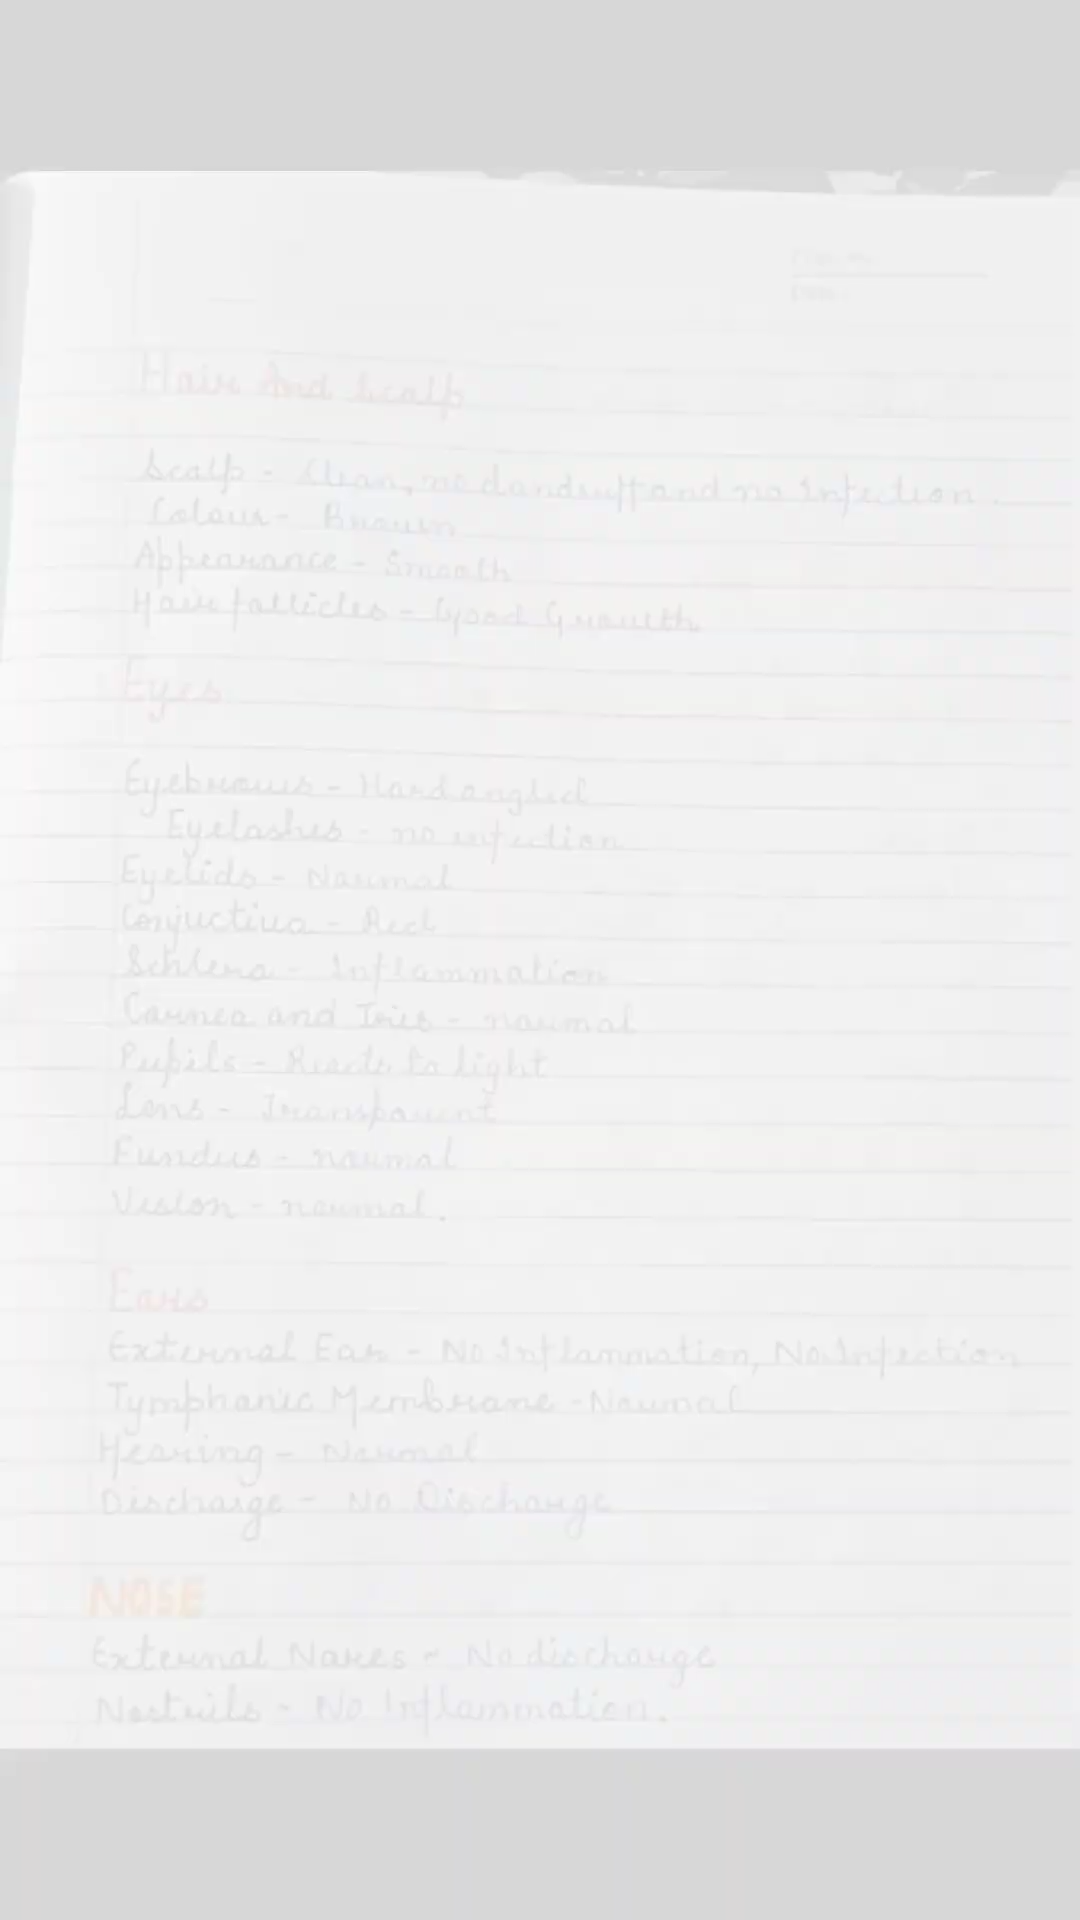 Page No.
Date:
Hair And Scalp
Scalp - Clean, no dandruff and no Infection.
Colour - Brown
Appearance - Smooth
Hair follicles - Good Growth
Eyes
Eyebrows - Hard angled
Eyelashes - no infection
Eyelids - Normal
Conjuctiva - Red
Schlera - Inflammation
Cornea and Iris - normal
Pupils - Reacts to light
Lens - Transparent
Fundus - normal
Vision - normal.
Ears
External Ear - No Inflammation, No Infection
Tymphanic Membrane - Normal
Hearing - Normal
Discharge - No Discharge
NOSE
External Nares - No discharge
Nostrils - No Inflammation.